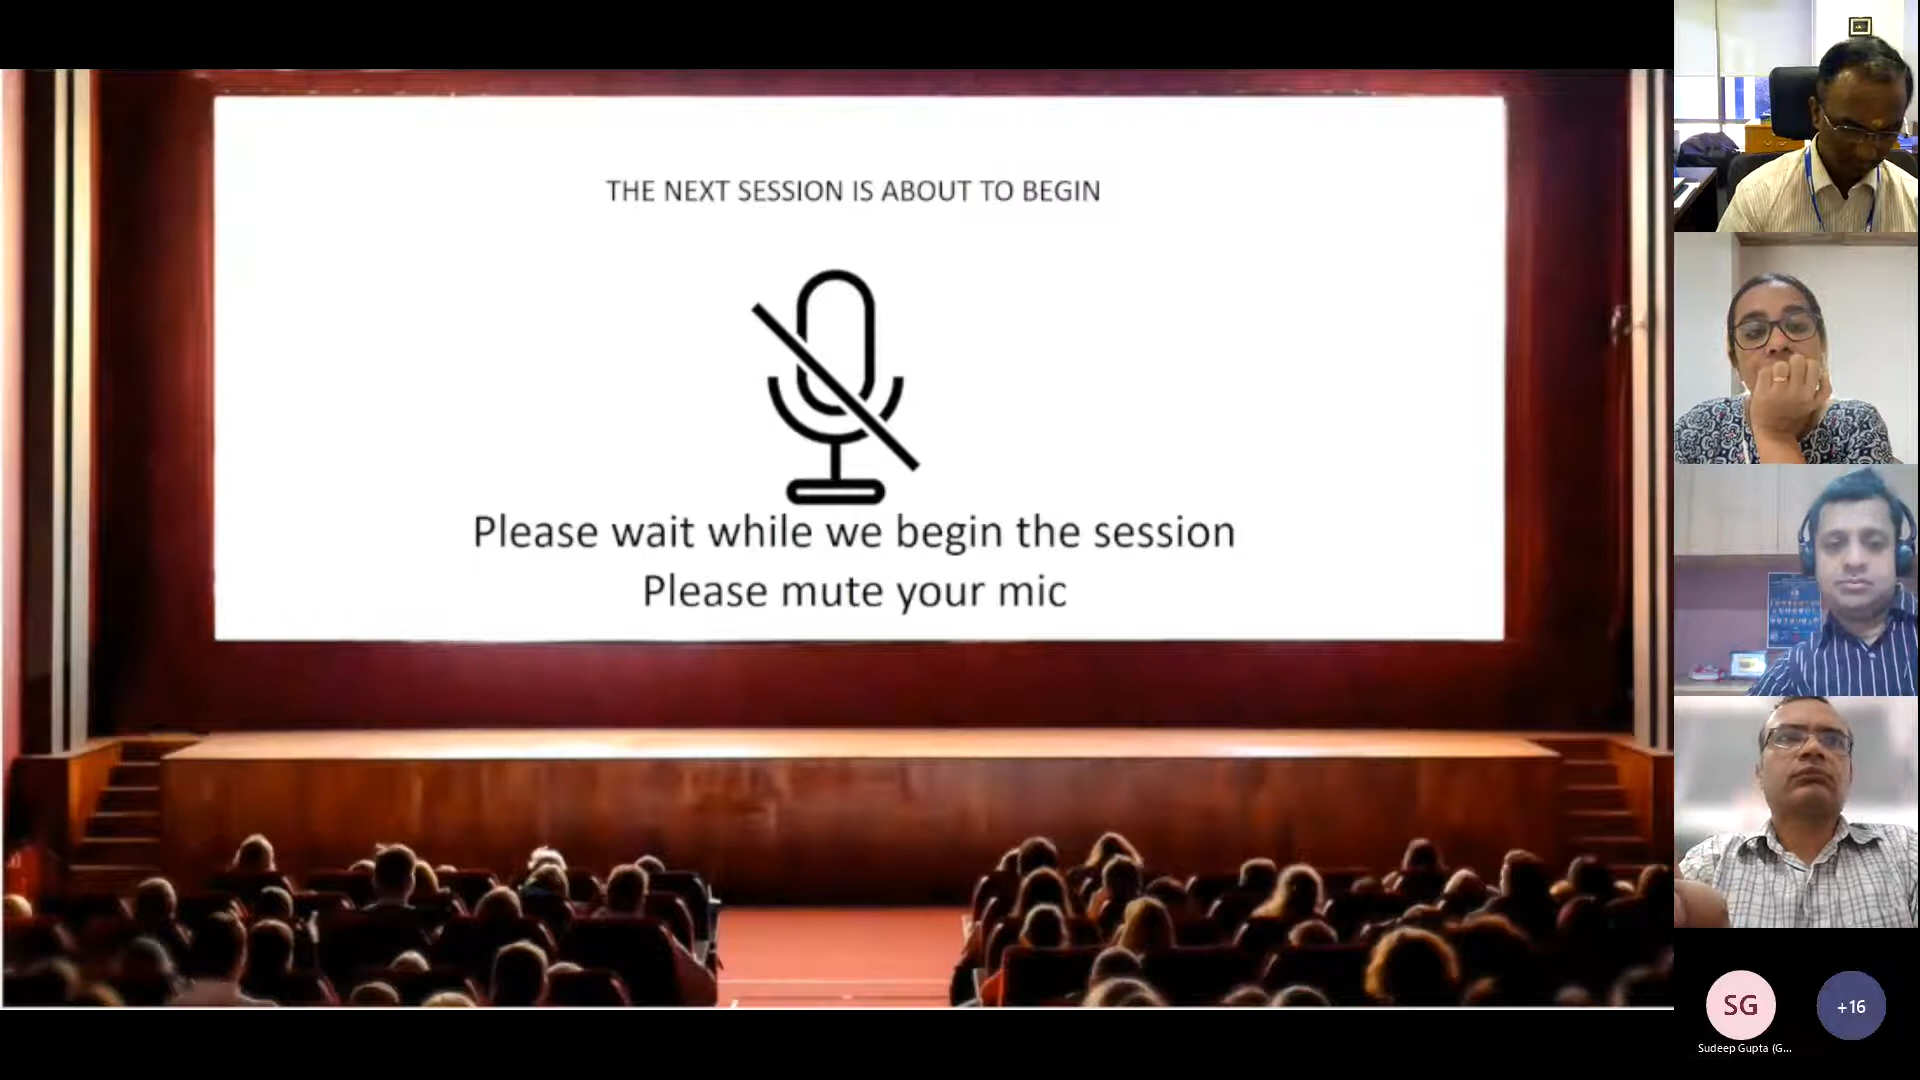 THE NEXT SESSION IS ABOUT TO BEGIN
Please wait while we begin the session
Please mute your mic
SG
+16
Sudeep Gupta (G...